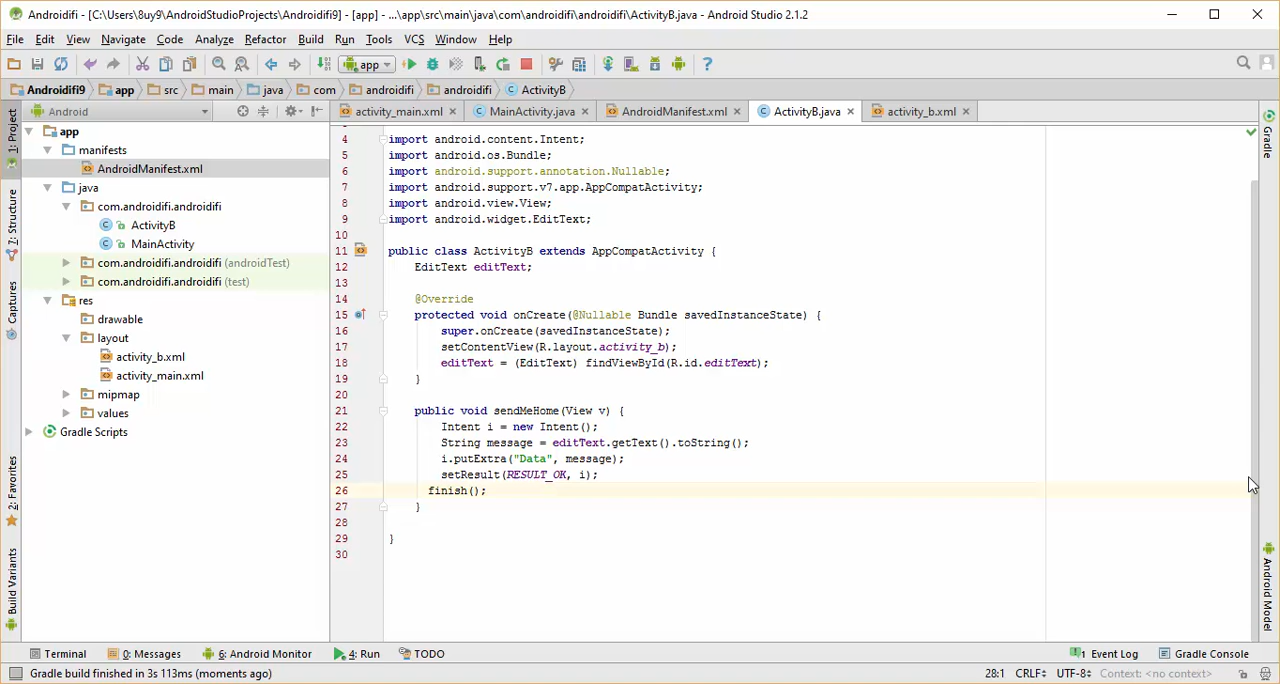 Androidifi - [C:\Users\8uy9\AndroidStudioProjects\Androidifi9] - [app] - ...\app\src\main\java\com\androidifi\androidifi\ActivityB.java - Android Studio 2.1.2
File Edit View Navigate Code Analyze Refactor Build Run Tools VCS Window Help
app
Androidifi9 app src main java com androidifi androidifi ActivityB
Android
activity_main.xml MainActivity.java AndroidManifest.xml ActivityB.java activity_b.xml
1: Project
7: Structure
Captures
2: Favorites
Build Variants
app
manifests
AndroidManifest.xml
java
com.androidifi.androidifi
ActivityB
MainActivity
com.androidifi.androidifi (androidTest)
com.androidifi.androidifi (test)
res
drawable
layout
activity_b.xml
activity_main.xml
mipmap
values
Gradle Scripts
4 import android.content.Intent;
5 import android.os.Bundle;
6 import android.support.annotation.Nullable;
7 import android.support.v7.app.AppCompatActivity;
8 import android.view.View;
9 import android.widget.EditText;
10
11 public class ActivityB extends AppCompatActivity {
12 EditText editText;
13
14 @Override
15 protected void onCreate(@Nullable Bundle savedInstanceState) {
16 super.onCreate(savedInstanceState);
17 setContentView(R.layout.activity_b);
18 editText = (EditText) findViewById(R.id.editText);
19 }
20
21 public void sendMeHome(View v) {
22 Intent i = new Intent();
23 String message = editText.getText().toString();
24 i.putExtra("Data", message);
25 setResult(RESULT_OK, i);
26 finish();
27 }
28
29 }
30
Gradle
Android Model
Terminal 0: Messages 6: Android Monitor 4: Run TODO 1 Event Log Gradle Console
Gradle build finished in 3s 113ms (moments ago) 28:1 CRLF UTF-8 Context: <no context>